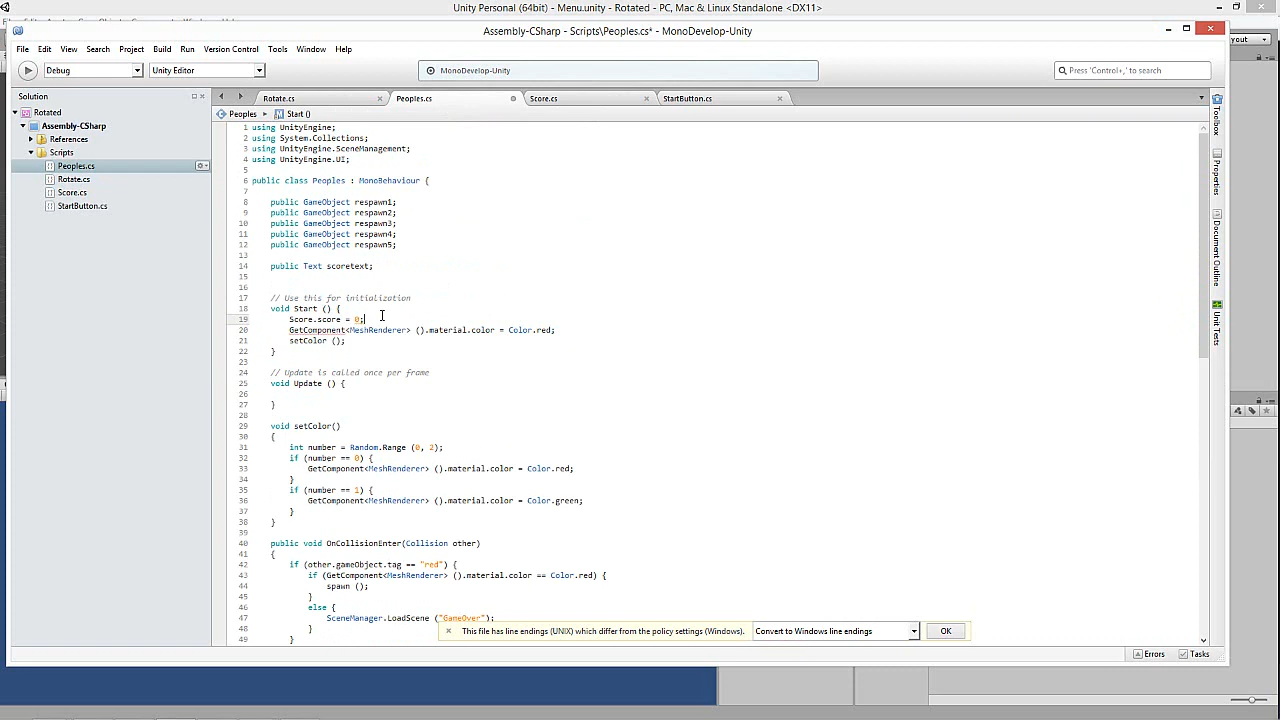 Unity Personal (64bit) - Menu.unity - Rotated - PC, Mac & Linux Standalone <DX11>
Assembly-CSharp - Scripts\Peoples.cs* - MonoDevelop-Unity
File Edit View Search Project Build Run Version Control Tools Window Help
Debug Unity Editor MonoDevelop-Unity Press 'Control+,' to search
yout
Solution
Rotate.cs Peoples.cs Score.cs StartButton.cs
Rotated
Assembly-CSharp
References
Scripts
Peoples.cs
Rotate.cs
Score.cs
StartButton.cs
Peoples Start ()
1 using UnityEngine;
2 using System.Collections;
3 using UnityEngine.SceneManagement;
4 using UnityEngine.UI;
5
6 public class Peoples : MonoBehaviour {
7
8 public GameObject respawn1;
9 public GameObject respawn2;
10 public GameObject respawn3;
11 public GameObject respawn4;
12 public GameObject respawn5;
13
14 public Text scoretext;
15
16
17 // Use this for initialization
18 void Start () {
19 Score.score = 0;
20 GetComponent<MeshRenderer> ().material.color = Color.red;
21 setColor ();
22 }
23
24 // Update is called once per frame
25 void Update () {
26
27 }
28
29 void setColor()
30 {
31 int number = Random.Range (0, 2);
32 if (number == 0) {
33 GetComponent<MeshRenderer> ().material.color = Color.red;
34 }
35 if (number == 1) {
36 GetComponent<MeshRenderer> ().material.color = Color.green;
37 }
38 }
39
40 public void OnCollisionEnter(Collision other)
41 {
42 if (other.gameObject.tag == "red") {
43 if (GetComponent<MeshRenderer> ().material.color == Color.red) {
44 spawn ();
45 }
46 else {
47 SceneManager.LoadScene ("GameOver");
48 }
49 }
This file has line endings (UNIX) which differ from the policy settings (Windows). Convert to Windows line endings OK
Toolbox
Properties
Document Outline
Unit Tests
Errors Tasks